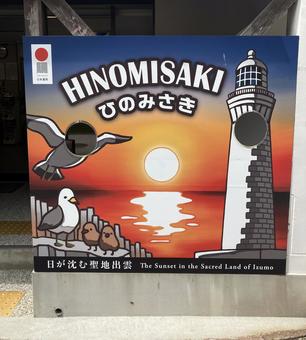 HINOMISAKI
ひのみさき
日が沈む聖地出雲 The Sunset in the Sacred Land of Izumo